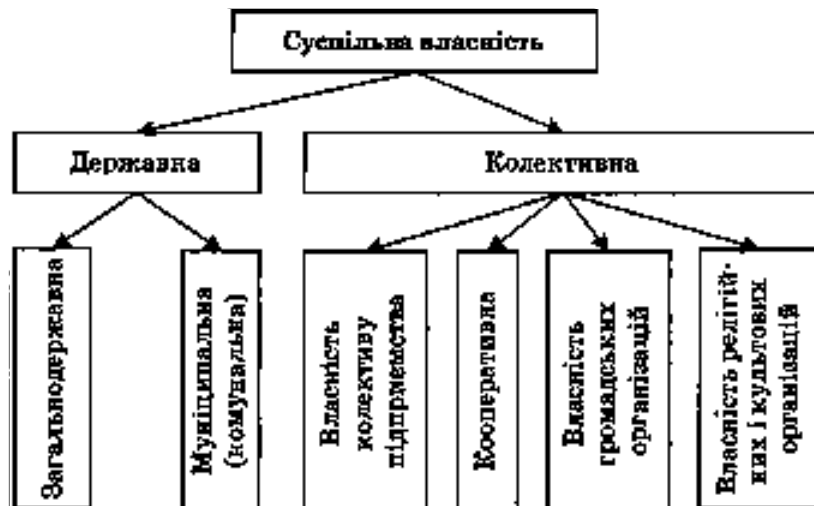 Суспільна власність
Державна
Колективна
Загальнодержавна
Муніципальна
(комунальна)
Власність
колективу
підприємства
Кооперативна
Власність
громадських
організацій
Власність релігій-
них і культових
організацій